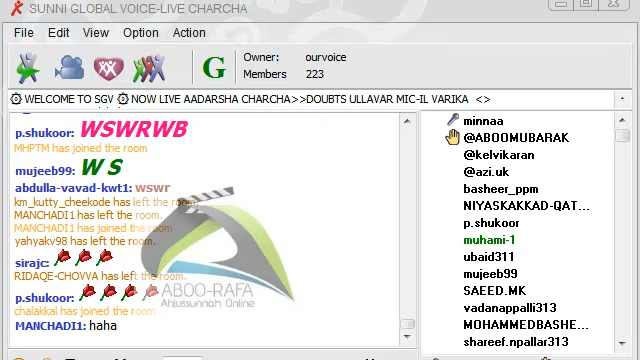 SUNNI GLOBAL VOICE-LIVE CHARCHA
File Edit View Option Action
G
Owner: ourvoice
Members 223
WELCOME TO SGV NOW LIVE AADARSHA CHARCHA>>DOUBTS ULLAVAR MIC-IL VARIKA <>
p.shukoor: WSWRWB
MHPTM has joined the room
mujeeb99: W S
abdulla-vavad-kwt1: wswr
km_kutty_cheekode has left the room.
MANCHADI1 has left the room.
MANCHADI1 has joined the room
yahyakv98 has left the room.
sirajc:
RIDAQE-CHOVVA has left the room.
p.shukoor:
chalakkal has joined the room
MANCHADI1: haha
ABOO-RAFA
Ahlussunnah Online
minnaa
@ABOOMUBARAK
@kelvikaran
@azi.uk
basheer_ppm
NIYASKAKKAD-QAT...
p.shukoor
muhami-1
ubaid311
mujeeb99
SAEED.MK
vadanappalli313
MOHAMMEDBASHE...
shareef.npallar313